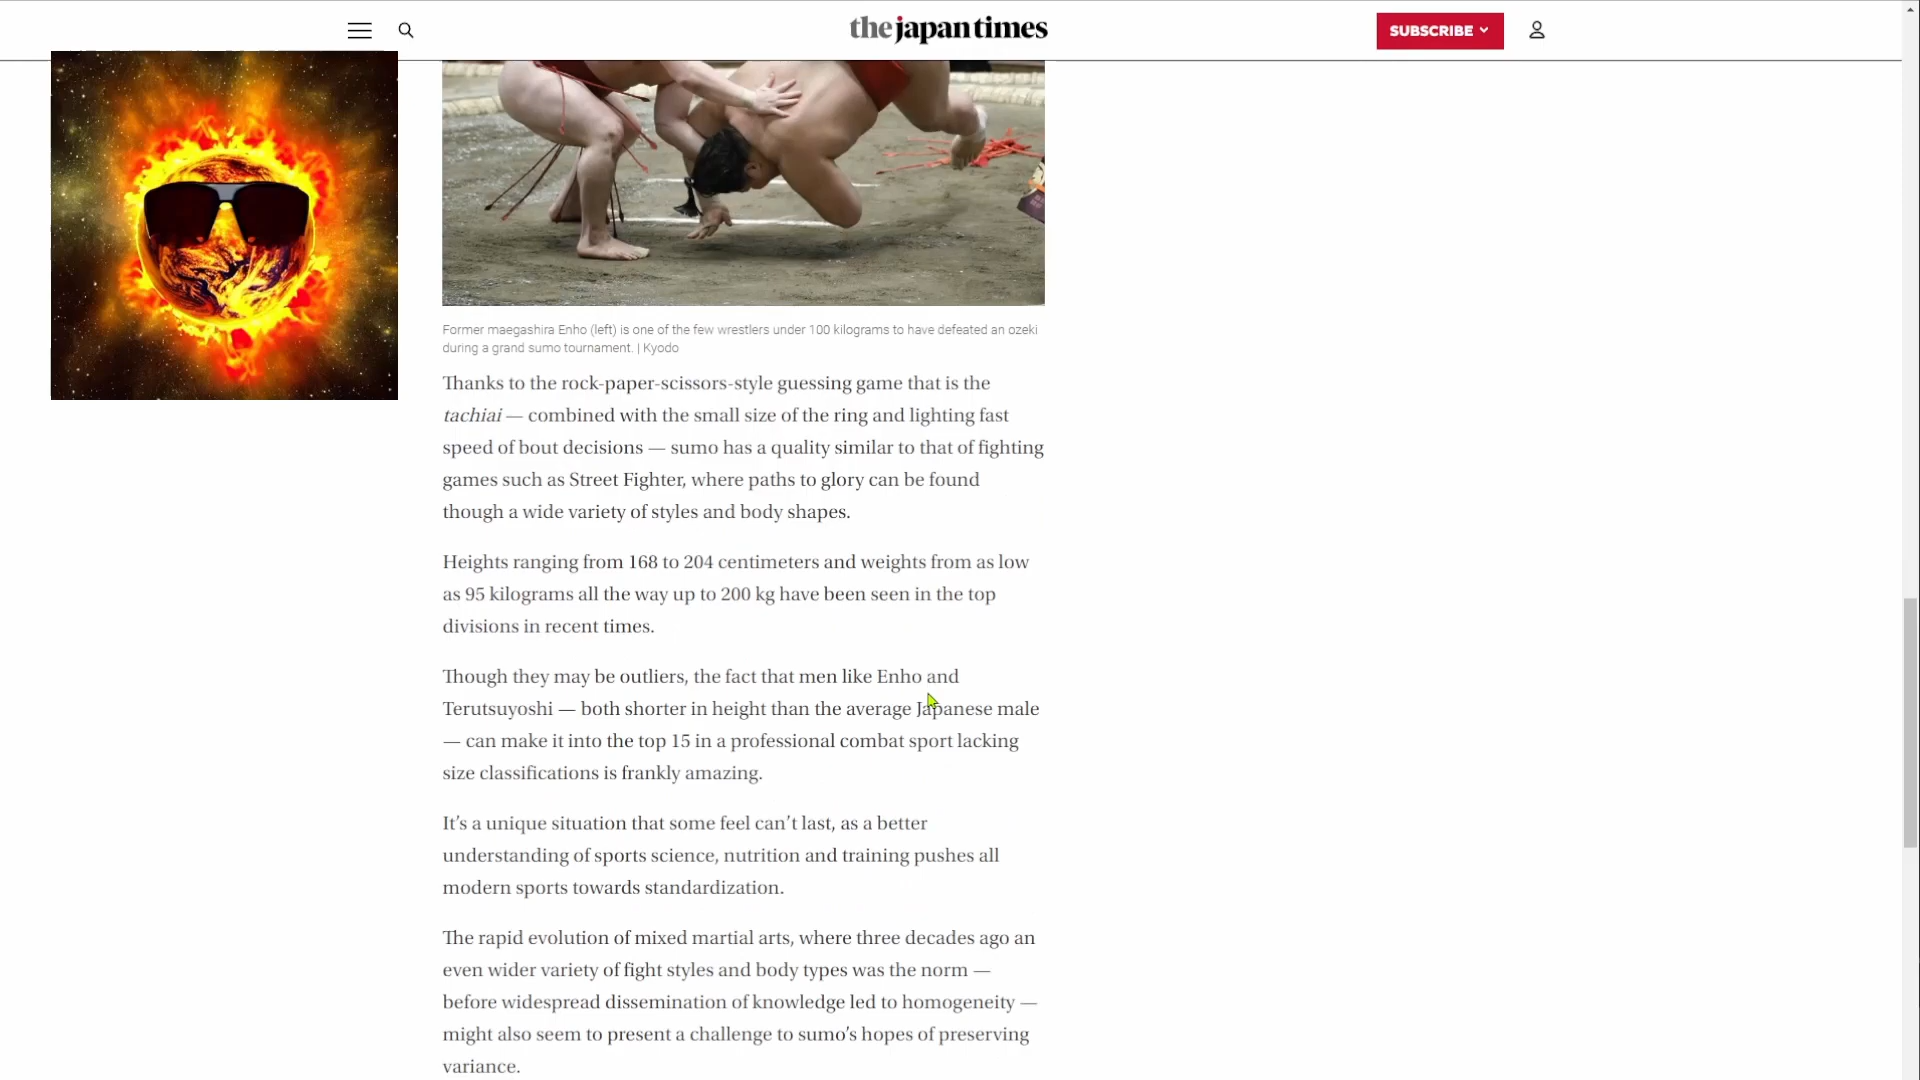 the japan times
SUBSCRIBE
Former maegashira Enho (left) is one of the few wrestlers under 100 kilograms to have defeated an ozeki
during a grand sumo tournament. | Kyodo
Thanks to the rock-paper-scissors-style guessing game that is the
tachiai — combined with the small size of the ring and lighting fast
speed of bout decisions — sumo has a quality similar to that of fighting
games such as Street Fighter, where paths to glory can be found
though a wide variety of styles and body shapes.
Heights ranging from 168 to 204 centimeters and weights from as low
as 95 kilograms all the way up to 200 kg have been seen in the top
divisions in recent times.
Though they may be outliers, the fact that men like Enho and
Terutsuyoshi — both shorter in height than the average Japanese male
— can make it into the top 15 in a professional combat sport lacking
size classifications is frankly amazing.
It’s a unique situation that some feel can’t last, as a better
understanding of sports science, nutrition and training pushes all
modern sports towards standardization.
The rapid evolution of mixed martial arts, where three decades ago an
even wider variety of fight styles and body types was the norm —
before widespread dissemination of knowledge led to homogeneity —
might also seem to present a challenge to sumo’s hopes of preserving
variance.